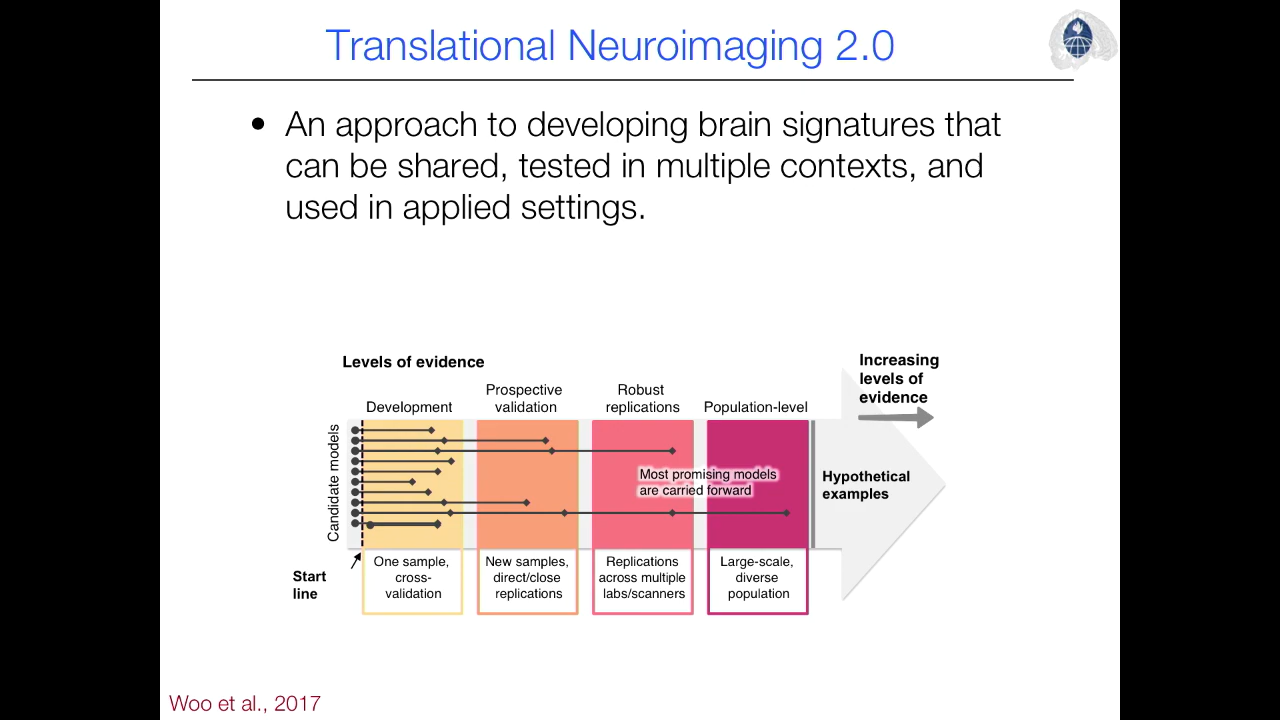 Translational Neuroimaging 2.0
• An approach to developing brain signatures that
can be shared, tested in multiple contexts, and
used in applied settings.
Levels of evidence
Increasing
levels of
evidence
Development
Prospective
validation
Robust
replications
Population-level
Candidate models
Most promising models
are carried forward
Hypothetical
examples
Start
line
One sample,
cross-
validation
New samples,
direct/close
replications
Replications
across multiple
labs/scanners
Large-scale,
diverse
population
Woo et al., 2017